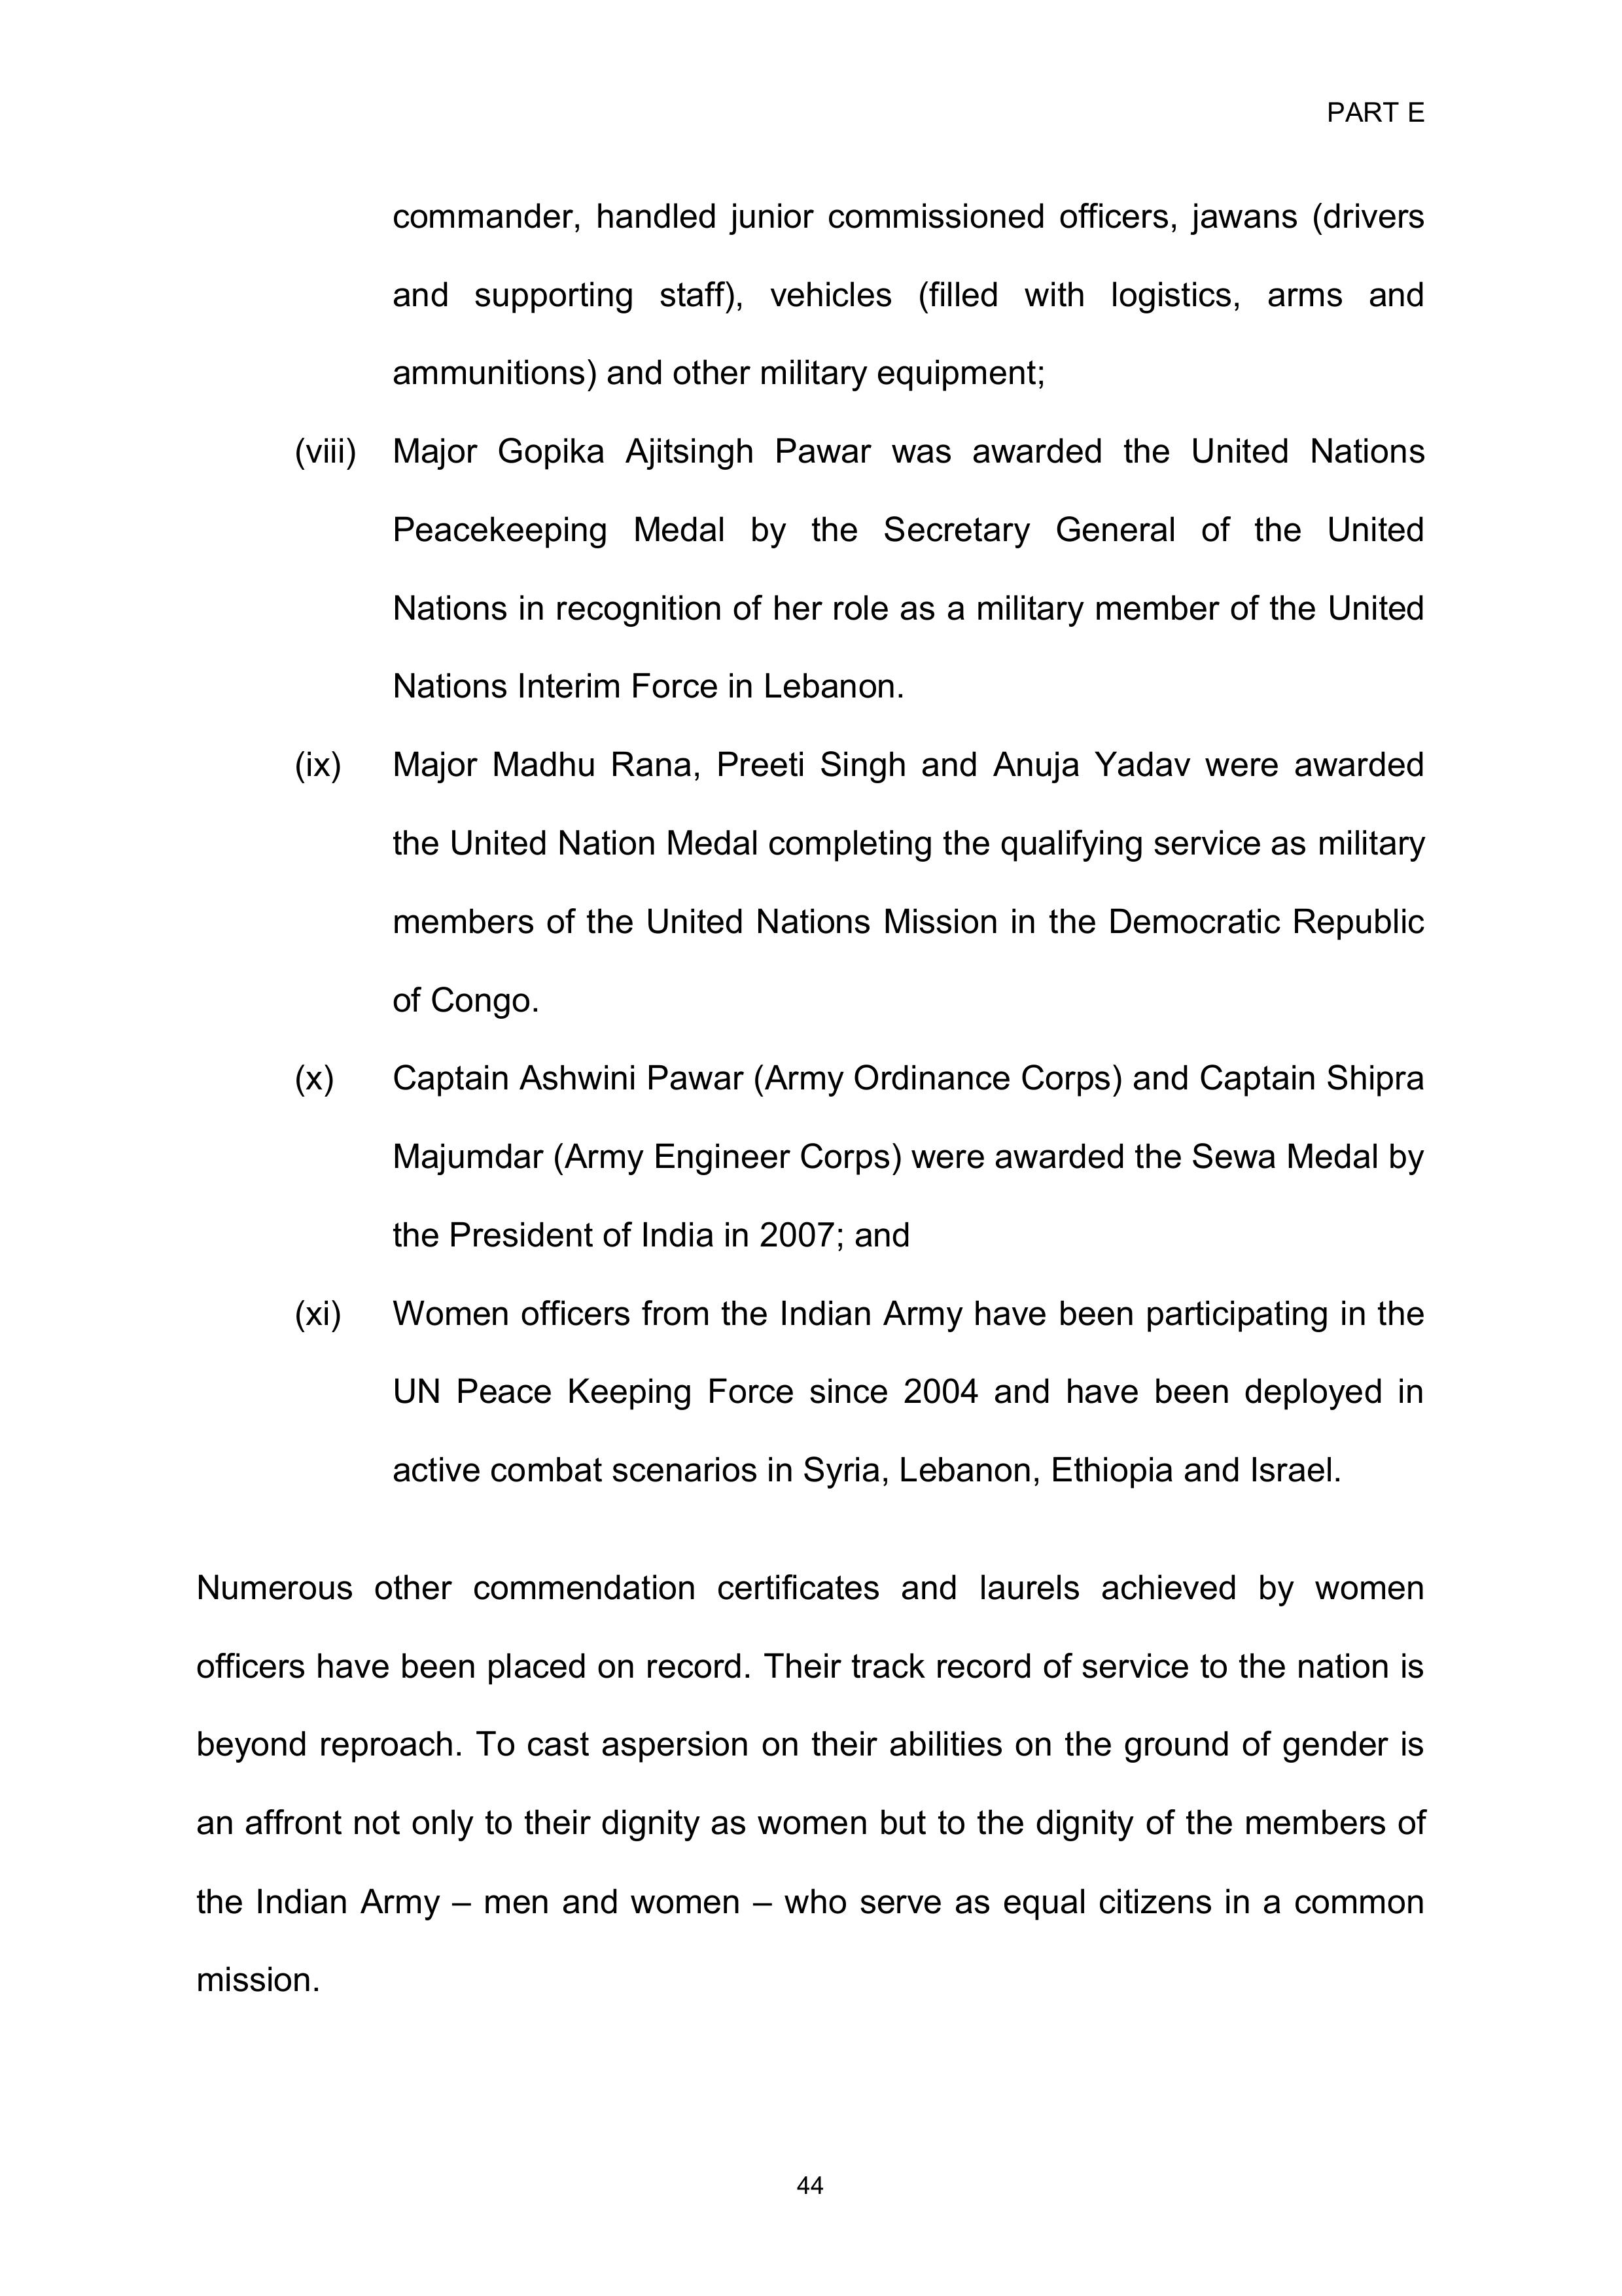 PART E
commander, handled junior commissioned officers, jawans (drivers
and supporting staff), vehicles (filled with logistics, arms and
ammunitions) and other military equipment;
(viii) Major Gopika Ajitsingh Pawar was awarded the United Nations
Peacekeeping Medal by the Secretary General of the United
Nations in recognition of her role as a military member of the United
Nations Interim Force in Lebanon.
(ix) Major Madhu Rana, Preeti Singh and Anuja Yadav were awarded
the United Nation Medal completing the qualifying service as military
members of the United Nations Mission in the Democratic Republic
of Congo.
(x) Captain Ashwini Pawar (Army Ordinance Corps) and Captain Shipra
Majumdar (Army Engineer Corps) were awarded the Sewa Medal by
the President of India in 2007; and
(xi) Women officers from the Indian Army have been participating in the
UN Peace Keeping Force since 2004 and have been deployed in
active combat scenarios in Syria, Lebanon, Ethiopia and Israel.
Numerous other commendation certificates and laurels achieved by women
officers have been placed on record. Their track record of service to the nation is
beyond reproach. To cast aspersion on their abilities on the ground of gender is
an affront not only to their dignity as women but to the dignity of the members of
the Indian Army – men and women – who serve as equal citizens in a common
mission.
44